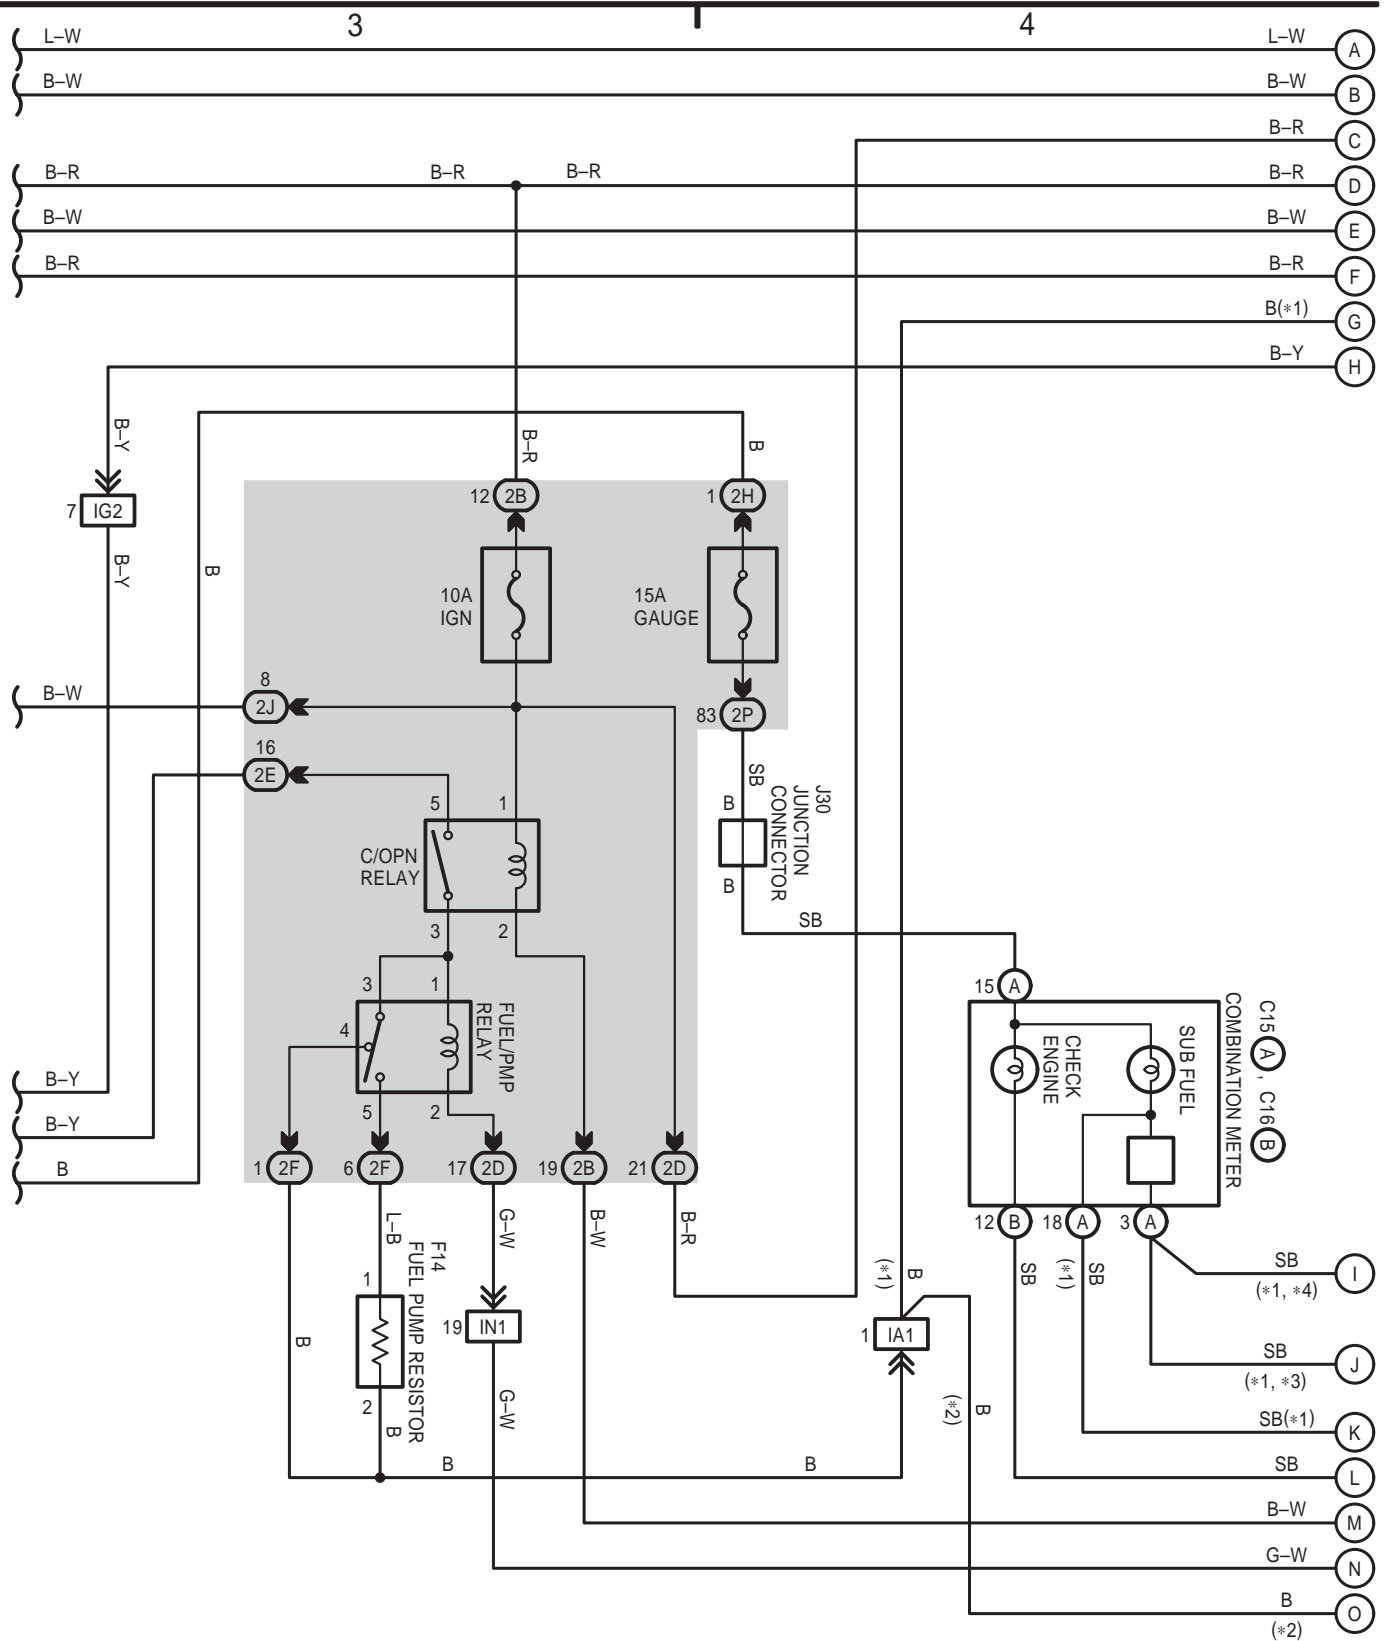 3
4
L–W
L–W
A
B–W
B–W
B
B–R
C
B–R
B–R
B–R
B–R
D
B–W
B–W
E
B–R
B–R
F
B(*1)
G
B–Y
H
B–Y
B–R
B
12
2B
1
2H
7
IG2
B–Y
B
10A
IGN
15A
GAUGE
8
B–W
2J
83
2P
16
2E
SB
J30
JUNCTION
CONNECTOR
5
1
B
C/OPN
RELAY
B
3
2
SB
3
1
15
A
4
FUEL/PMP
RELAY
CHECK
ENGINE
SUB FUEL
C15 A , C16 B
COMBINATION METER
B–Y
5
2
B–Y
B
1
2F
6
2F
17
2D
19
2B
21
2D
12
B
18
A
3
A
L–B
G–W
B–W
B–R
B
(*1)
SB
SB
(*1)
SB
(*1, *4)
I
F14
FUEL PUMP RESISTOR
1
B
19
IN1
1
IA1
SB
(*1, *3)
J
2
B
G–W
B
(*2)
SB(*1)
K
B
B
SB
L
B–W
M
G–W
N
B
(*2)
O